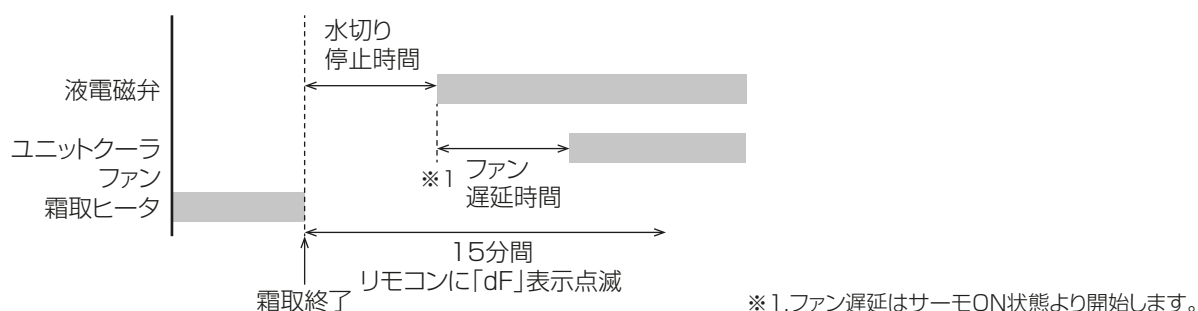 水切り
停止時間
液電磁弁
ユニットクーラ
ファン
※1
ファン
遅延時間
霜取ヒータ
15分間
リモコンに「dF」表示点滅
霜取終了
※1.ファン遅延はサーモON状態より開始します。